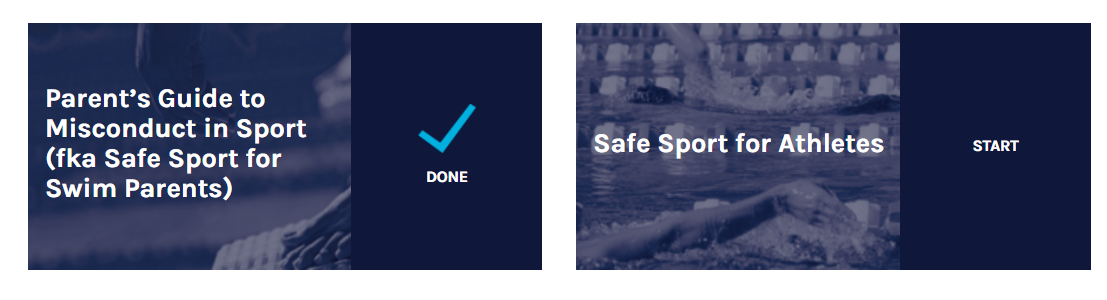 Parent’s Guide to
Misconduct in Sport
(fka Safe Sport for
Swim Parents)
DONE
Safe Sport for Athletes
START